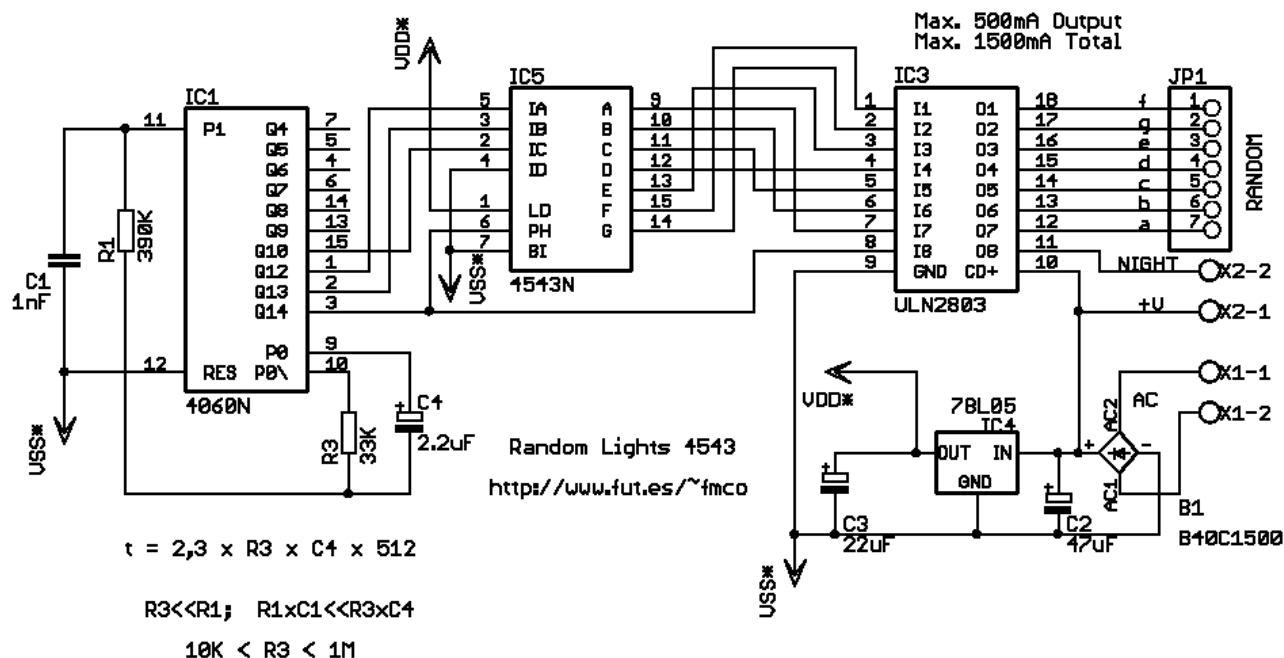 Max. 500mA Output
Max. 1500mA Total
VDD*
IC1
11 P1
Q4 7
Q5 5
Q6 4
Q7 6
Q8 14
Q9 13
Q10 15
Q12 1
Q13 2
Q14 3
P0 9
12 RES P0\ 10
4060N
C1
1nF
R1
390K
VSS*
R3
33K
C4
+
2.2uF
IC5
5 IA A 9
3 IB B 10
2 IC C 11
4 ID D 12
E 13
1 LD F 15
6 PH G 14
7 BI
4543N
VSS*
IC3
1 I1 O1 18
2 I2 O2 17
3 I3 O3 16
4 I4 O4 15
5 I5 O5 14
6 I6 O6 13
7 I7 O7 12
8 I8 O8 11
9 GND CD+ 10
ULN2803
JP1
f 1
g 2
e 3
d 4
c 5
b 6
a 7
RANDOM
NIGHT X2-2
+V X2-1
X1-1
AC
X1-2
VDD*
78L05
IC4
OUT IN
GND
+
C3
22uF
+
C2
47uF
AC2
+ -
AC1
B1
B40C1500
VSS*
Random Lights 4543
http://www.fut.es/~fmco
t = 2,3 x R3 x C4 x 512
R3<<R1; R1xC1<<R3xC4
10K < R3 < 1M